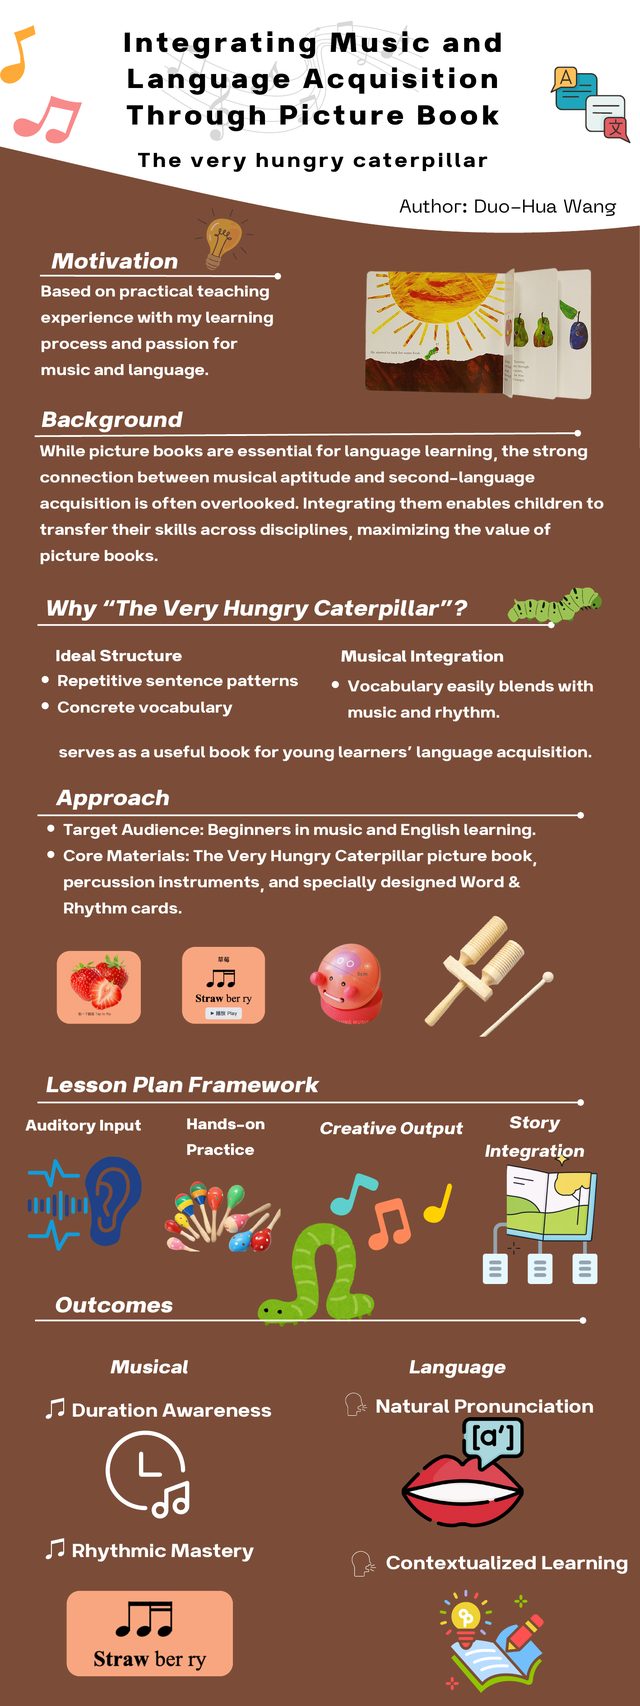 Integrating Music and
Language Acquisition
Through Picture Book
The very hungry caterpillar
A
文
Author: Duo-Hua Wang
Motivation
Based on practical teaching
experience with my learning
process and passion for
music and language.
Background
While picture books are essential for language learning, the strong
connection between musical aptitude and second-language
acquisition is often overlooked. Integrating them enables children to
transfer their skills across disciplines, maximizing the value of
picture books.
Why “The Very Hungry Caterpillar”?
Ideal Structure
Repetitive sentence patterns
Concrete vocabulary
Musical Integration
Vocabulary easily blends with
music and rhythm.
serves as a useful book for young learners’ language acquisition.
Approach
Target Audience: Beginners in music and English learning.
Core Materials: The Very Hungry Caterpillar picture book,
percussion instruments, and specially designed Word &
Rhythm cards.
草莓
Straw ber ry
Play
Lesson Plan Framework
Auditory Input
Hands-on
Practice
Creative Output
Story
Integration
Outcomes
Musical
Duration Awareness
Rhythmic Mastery
Straw ber ry
Language
Natural Pronunciation
[a’]
Contextualized Learning